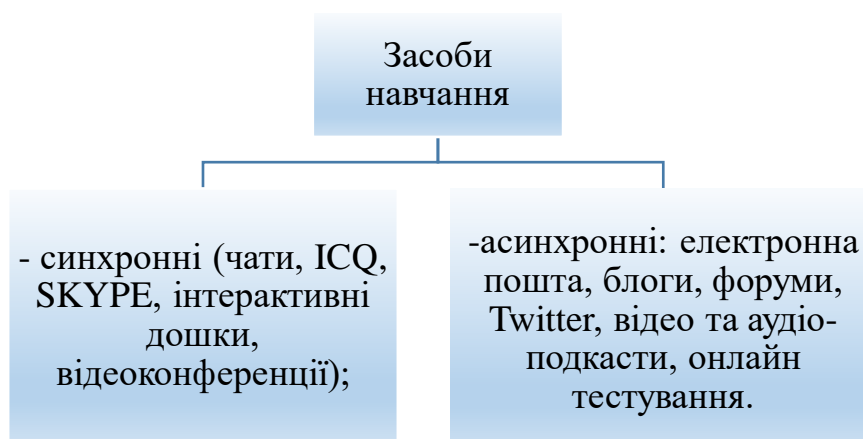 Засоби
навчання
- синхронні (чати, ICQ,
SKYPE, інтерактивні
дошки,
відеоконференції);
-асинхронні: електронна
пошта, блоги, форуми,
Twitter, відео та аудіо-
подкасти, онлайн
тестування.